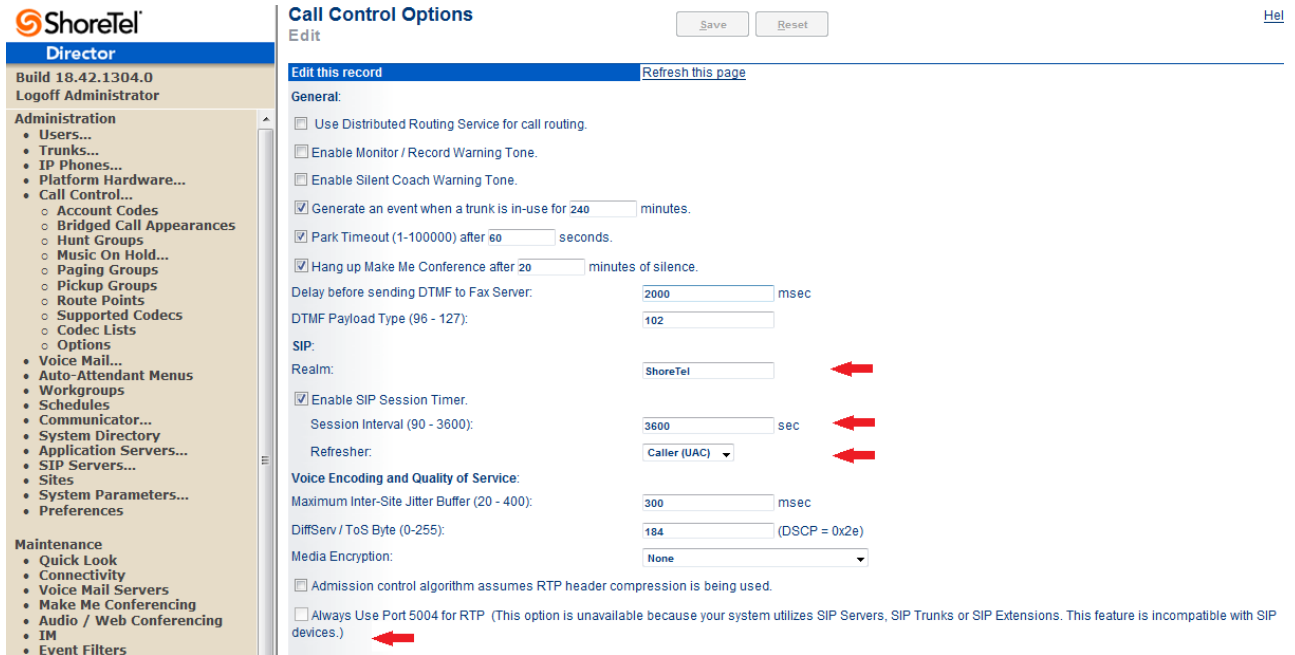 ShoreTel
Director
Build 18.42.1304.0
Logoff Administrator
Administration
Users...
Trunks...
IP Phones...
Platform Hardware...
Call Control...
Account Codes
Bridged Call Appearances
Hunt Groups
Music On Hold...
Paging Groups
Pickup Groups
Route Points
Supported Codecs
Codec Lists
Options
Voice Mail...
Auto-Attendant Menus
Workgroups
Schedules
Communicator...
System Directory
Application Servers...
SIP Servers...
Sites
System Parameters...
Preferences
Maintenance
Quick Look
Connectivity
Voice Mail Servers
Make Me Conferencing
Audio / Web Conferencing
IM
Event Filters
Call Control Options
Edit
Save Reset
Hel
Edit this record Refresh this page
General:
Use Distributed Routing Service for call routing.
Enable Monitor / Record Warning Tone.
Enable Silent Coach Warning Tone.
Generate an event when a trunk is in-use for 240 minutes.
Park Timeout (1-100000) after 60 seconds.
Hang up Make Me Conference after 20 minutes of silence.
Delay before sending DTMF to Fax Server: 2000 msec
DTMF Payload Type (96 - 127): 102
SIP:
Realm: ShoreTel
Enable SIP Session Timer.
Session Interval (90 - 3600): 3600 sec
Refresher: Caller (UAC)
Voice Encoding and Quality of Service:
Maximum Inter-Site Jitter Buffer (20 - 400): 300 msec
DiffServ / ToS Byte (0-255): 184 (DSCP = 0x2e)
Media Encryption: None
Admission control algorithm assumes RTP header compression is being used.
Always Use Port 5004 for RTP (This option is unavailable because your system utilizes SIP Servers, SIP Trunks or SIP Extensions. This feature is incompatible with SIP
devices.)